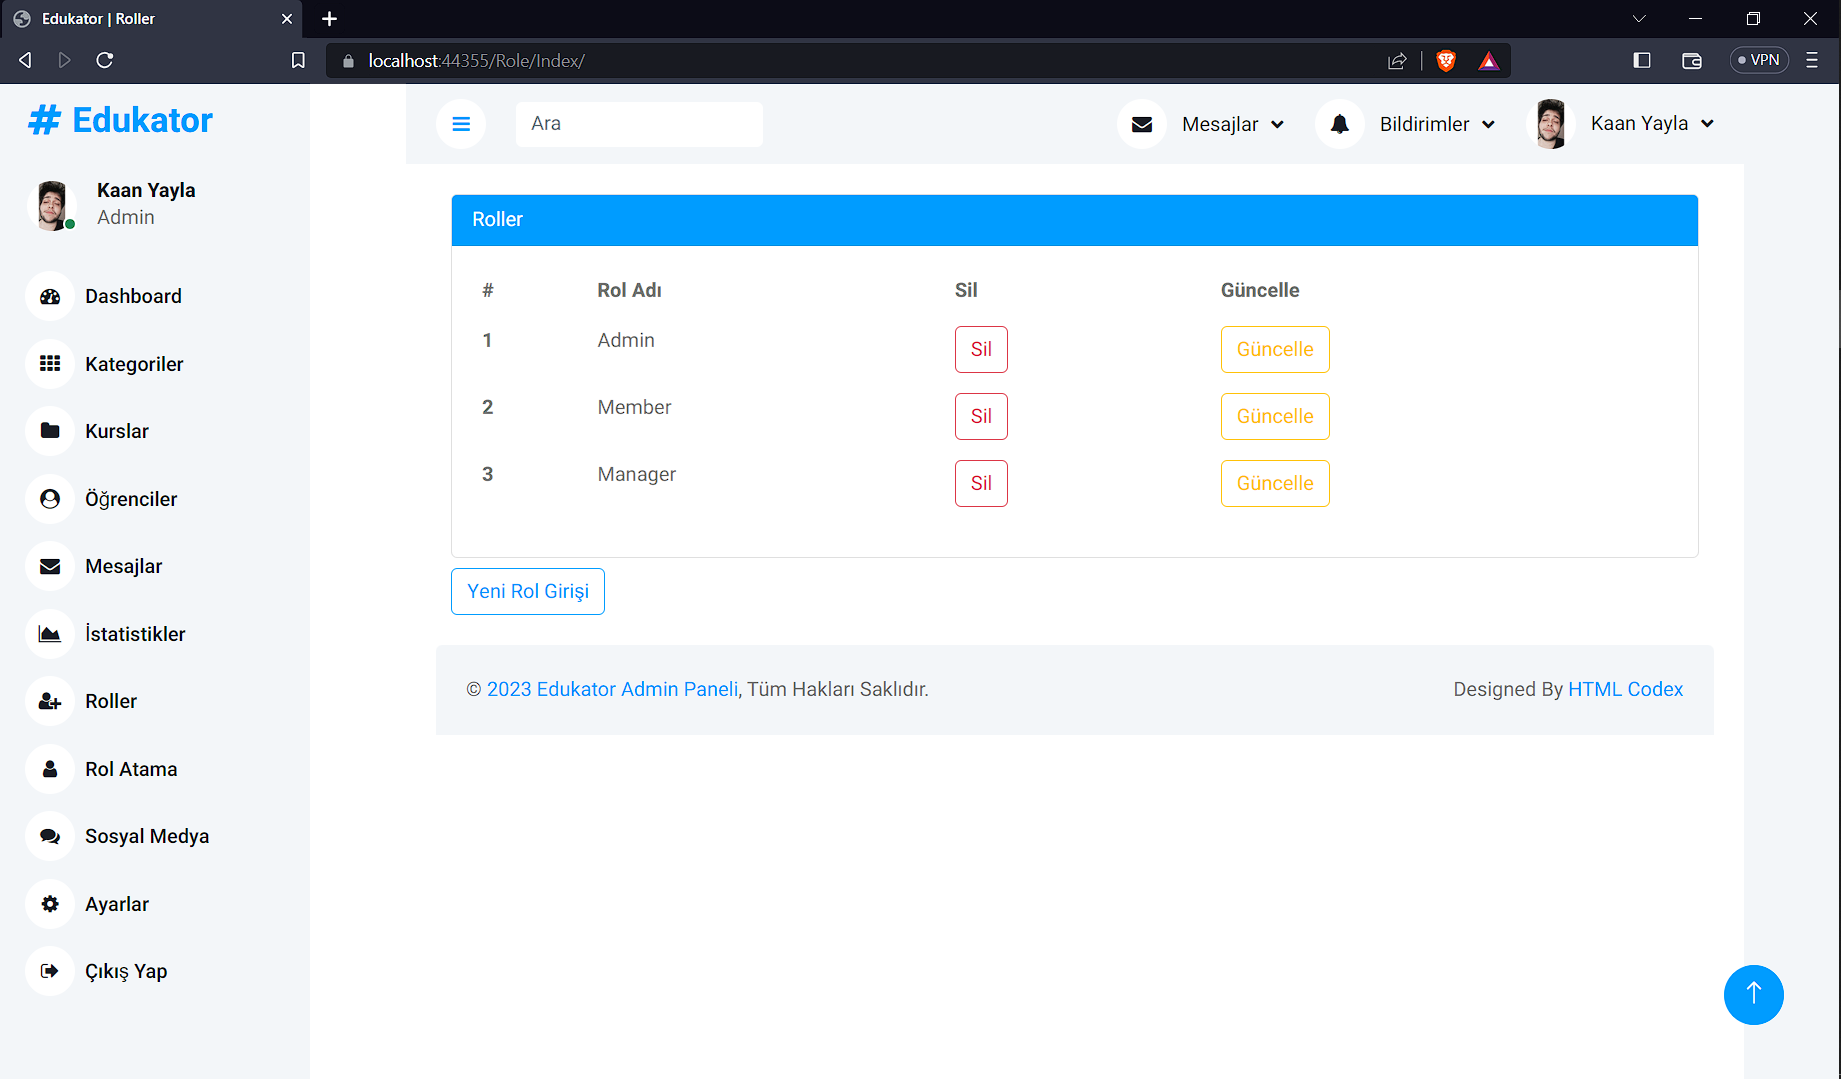 Edukator | Roller
localhost:44355/Role/Index/
VPN
# Edukator
Kaan Yayla
Admin
Dashboard
Kategoriler
Kurslar
Öğrenciler
Mesajlar
İstatistikler
Roller
Rol Atama
Sosyal Medya
Ayarlar
Çıkış Yap
Ara
Mesajlar
Bildirimler
Kaan Yayla
Roller
# Rol Adı Sil Güncelle
1 Admin Sil Güncelle
2 Member Sil Güncelle
3 Manager Sil Güncelle
Yeni Rol Girişi
© 2023 Edukator Admin Paneli, Tüm Hakları Saklıdır.
Designed By HTML Codex